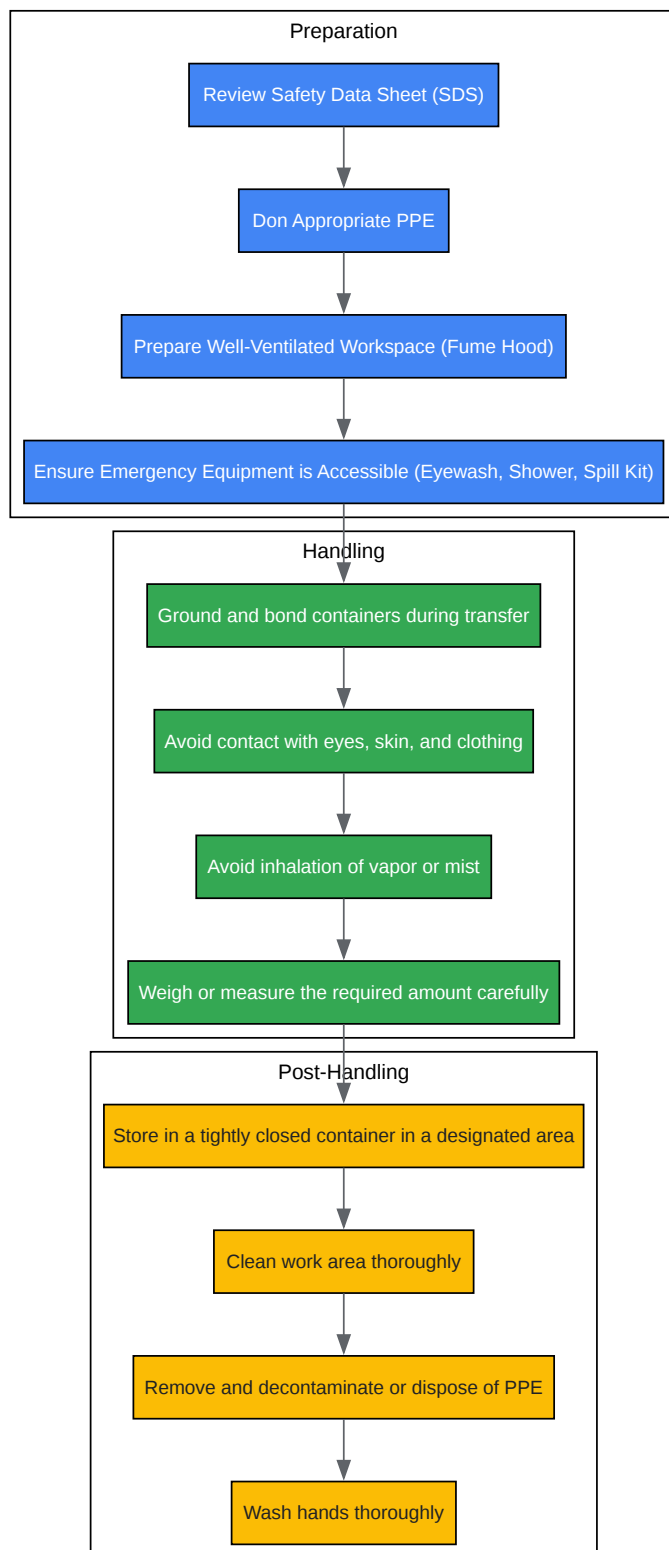 Preparation
Review Safety Data Sheet (SDS)
Don Appropriate PPE
Prepare Well-Ventilated Workspace (Fume Hood)
Ensure Emergency Equipment is Accessible (Eyewash, Shower, Spill Kit)
Handling
Ground and bond containers during transfer
Avoid contact with eyes, skin, and clothing
Avoid inhalation of vapor or mist
Weigh or measure the required amount carefully
Post-Handling
Store in a tightly closed container in a designated area
Clean work area thoroughly
Remove and decontaminate or dispose of PPE
Wash hands thoroughly